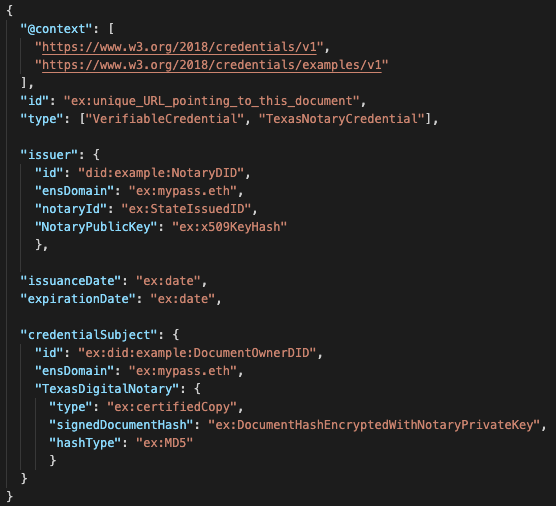 {
  "@context": [
    "https://www.w3.org/2018/credentials/v1",
    "https://www.w3.org/2018/credentials/examples/v1"
  ],
  "id": "ex:unique_URL_pointing_to_this_document",
  "type": ["VerifiableCredential", "TexasNotaryCredential"],

  "issuer": {
    "id": "did:example:NotaryDID",
    "ensDomain": "ex:mypass.eth",
    "notaryId": "ex:StateIssuedID",
    "NotaryPublicKey": "ex:x509KeyHash"
    },

  "issuanceDate": "ex:date",
  "expirationDate": "ex:date",

  "credentialSubject": {
    "id": "ex:did:example:DocumentOwnerDID",
    "ensDomain": "ex:mypass.eth",
    "TexasDigitalNotary": {
      "type": "ex:certifiedCopy",
      "signedDocumentHash": "ex:DocumentHashEncryptedWithNotaryPrivateKey",
      "hashType": "ex:MD5"
      }
  }
}